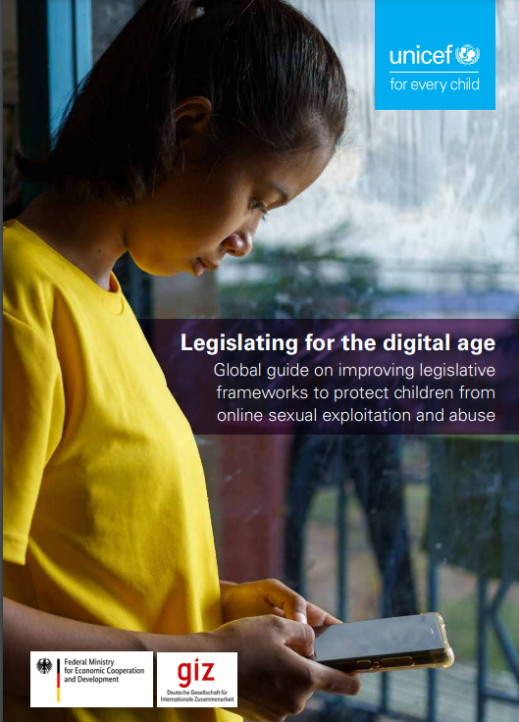 unicef
for every child
Legislating for the digital age
Global guide on improving legislative
frameworks to protect children from
online sexual exploitation and abuse
Federal Ministry
for Economic Cooperation
and Development
giz
Deutsche Gesellschaft für
Internationale Zusammenarbeit